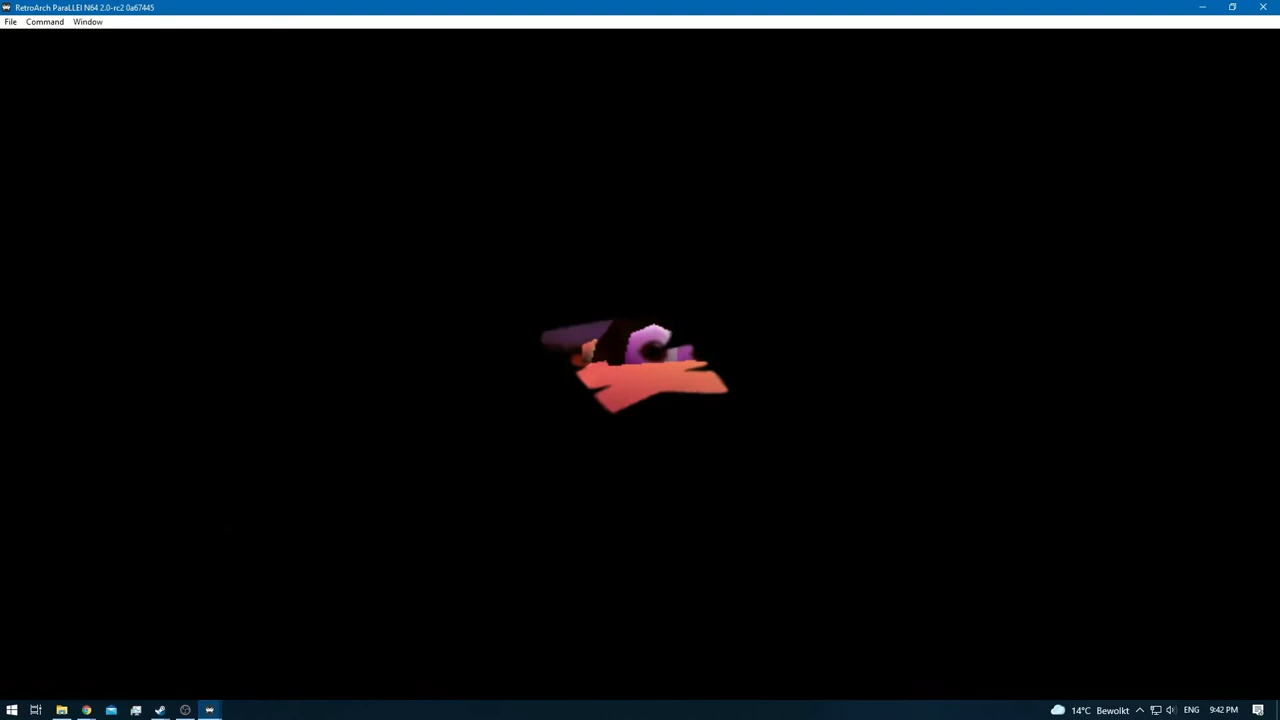 RetroArch ParaLLEl N64 2.0-rc2 0a67445
File Command Window
14°C Bewolkt ENG 9:42 PM